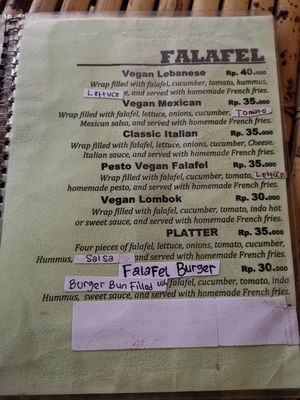 FALAFEL
Vegan Lebanese Rp. 40.000
Wrap filled with falafel, cucumber, tomato, hummus,
Lettuce e, and served with homemade French fries.
Vegan Mexican Rp. 35.000
Wrap filled with falafel, lettuce, onions, cucumber, Tomato
Mexican salsa, and served with homemade French fries.
Classic Italian Rp. 35.000
Wrap filled with falafel, lettuce, onions, cucumber, Cheese.
Italian sauce, and served with homemade French fries.
Pesto Vegan Falafel Rp. 35.000
Wrap filled with falafel, cucumber, tomato, Lettuce
homemade pesto, and served with homemade French fries.
Vegan Lombok Rp. 30.000
Wrap filled with falafel, cucumber, tomato, indo hot
or sweet sauce, and served with homemade French fries.
PLATTER Rp. 35.000
Four pieces of falafel, lettuce, onions, tomato, cucumber,
Hummus, Salsa and served with homemade French fries.
Falafel Burger Rp. 30.000
Burger Bun Filled with falafel, cucumber, tomato, indo
Hummus, sweet sauce, and served with homemade French fries.